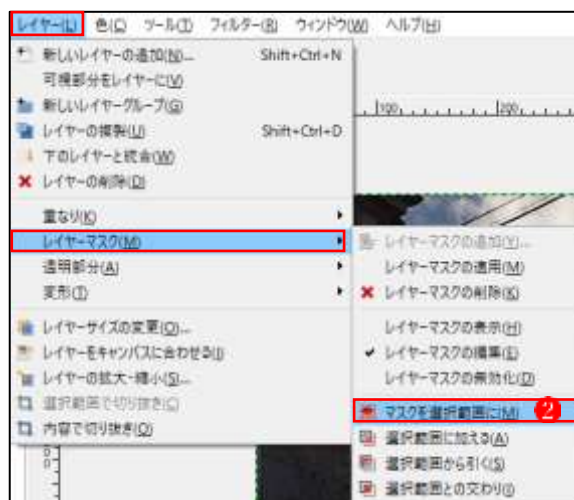 レイヤー(L) 色(C) ツール(T) フィルター(R) ウィンドウ(W) ヘルプ(H)
新しいレイヤーの追加(N)... Shift+Ctrl+N
可視部分をレイヤーに(V)
新しいレイヤーグループ(G)
レイヤーの複製(U) Shift+Ctrl+D
下のレイヤーと統合(W)
レイヤーの削除(D)
重なり(K)
レイヤーマスク(M)
透明部分(A)
変形(T)
レイヤーサイズの変更(O)...
レイヤーをキャンバスに合わせる(I)
レイヤーの拡大・縮小(S)...
選択範囲で切り抜き(C)
内容で切り抜き(O)
100 200
レイヤーマスクの追加(Y)...
レイヤーマスクの適用(M)
レイヤーマスクの削除(K)
レイヤーマスクの表示(H)
レイヤーマスクの編集(E)
レイヤーマスクの無効化(D)
マスクを選択範囲に(M) 2
選択範囲に加える(A)
選択範囲から引く(S)
選択範囲との交わり(I)